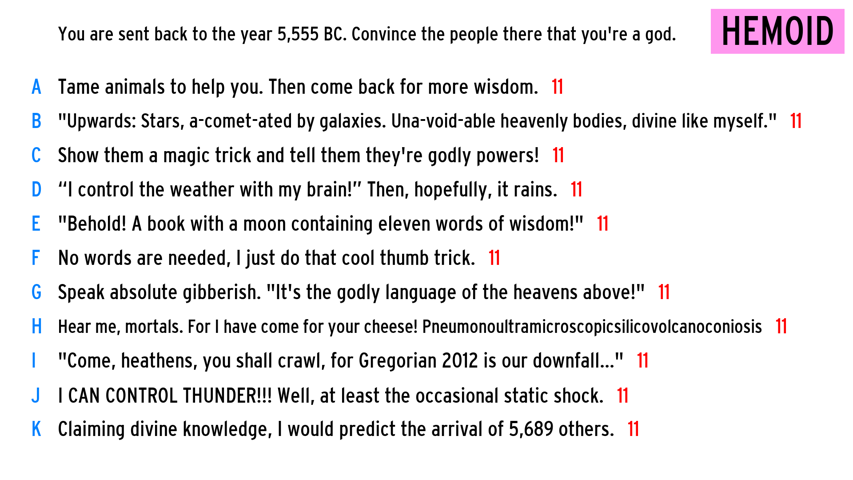 You are sent back to the year 5,555 BC. Convince the people there that you're a god.
HEMOID
A Tame animals to help you. Then come back for more wisdom. 11
B "Upwards: Stars, a-comet-ated by galaxies. Una-void-able heavenly bodies, divine like myself." 11
C Show them a magic trick and tell them they're godly powers! 11
D “I control the weather with my brain!” Then, hopefully, it rains. 11
E "Behold! A book with a moon containing eleven words of wisdom!" 11
F No words are needed, I just do that cool thumb trick. 11
G Speak absolute gibberish. "It's the godly language of the heavens above!" 11
H Hear me, mortals. For I have come for your cheese! Pneumonoultramicroscopicsilicovolcanoconiosis 11
I "Come, heathens, you shall crawl, for Gregorian 2012 is our downfall..." 11
J I CAN CONTROL THUNDER!!! Well, at least the occasional static shock. 11
K Claiming divine knowledge, I would predict the arrival of 5,689 others. 11